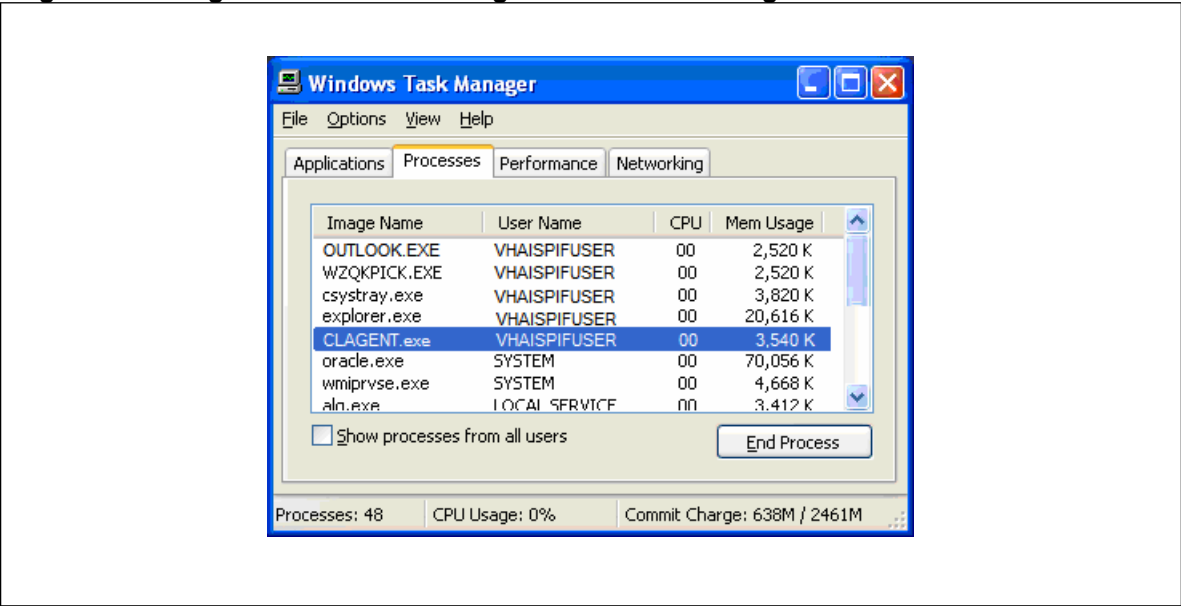 Windows Task Manager
File Options View Help
Applications Processes Performance Networking
Image Name User Name CPU Mem Usage
OUTLOOK.EXE VHAISPIFUSER 00 2,520 K
WZQKPICK.EXE VHAISPIFUSER 00 2,520 K
csystray.exe VHAISPIFUSER 00 3,820 K
explorer.exe VHAISPIFUSER 00 20,616 K
CLAGENT.exe VHAISPIFUSER 00 3,540 K
oracle.exe SYSTEM 00 70,056 K
wmiprvse.exe SYSTEM 00 4,668 K
alg.exe LOCAL SERVICE 00 3,412 K
Show processes from all users End Process
Processes: 48 CPU Usage: 0% Commit Charge: 638M / 2461M